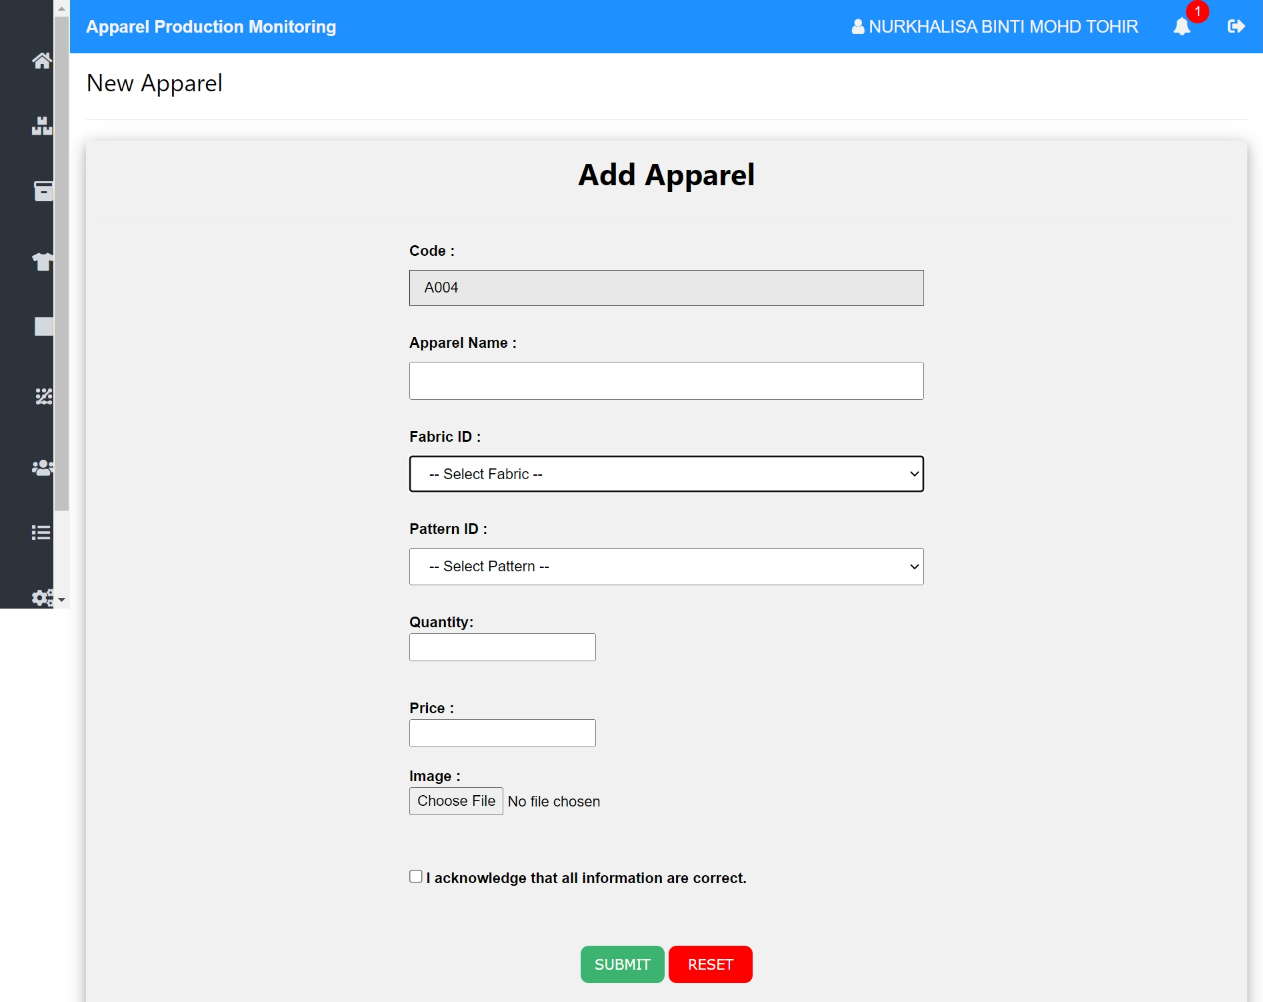 Apparel Production Monitoring
NURKHALISA BINTI MOHD TOHIR
1
New Apparel
Add Apparel
Code :
A004
Apparel Name :
Fabric ID :
-- Select Fabric --
Pattern ID :
-- Select Pattern --
Quantity:
Price :
Image :
Choose File No file chosen
I acknowledge that all information are correct.
SUBMIT RESET